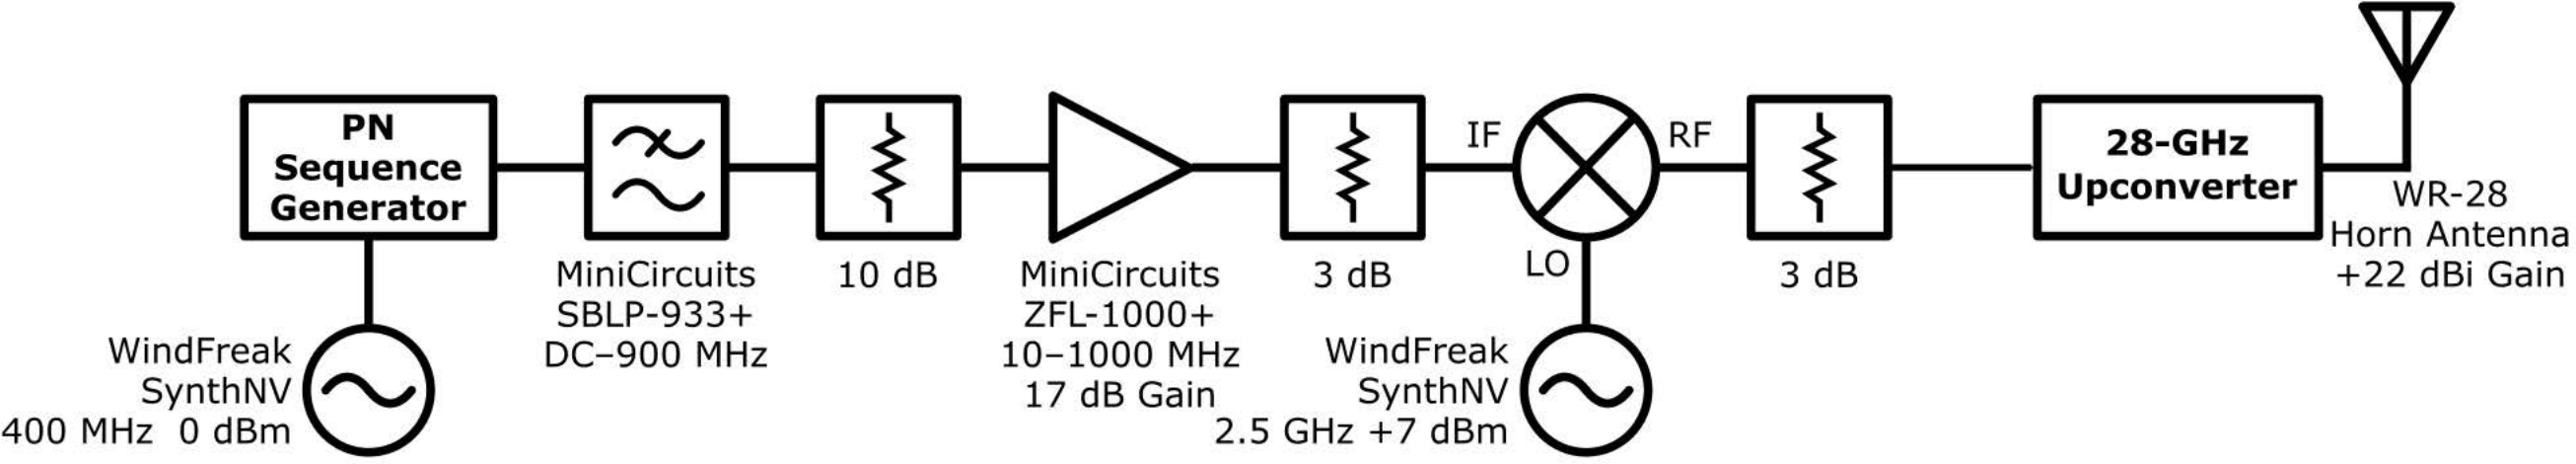 PN
Sequence
Generator
WindFreak
SynthNV
400 MHz 0 dBm
MiniCircuits
SBLP-933+
DC–900 MHz
10 dB
MiniCircuits
ZFL-1000+
10–1000 MHz
17 dB Gain
3 dB
IF
RF
LO
WindFreak
SynthNV
2.5 GHz +7 dBm
3 dB
28-GHz
Upconverter
WR-28
Horn Antenna
+22 dBi Gain